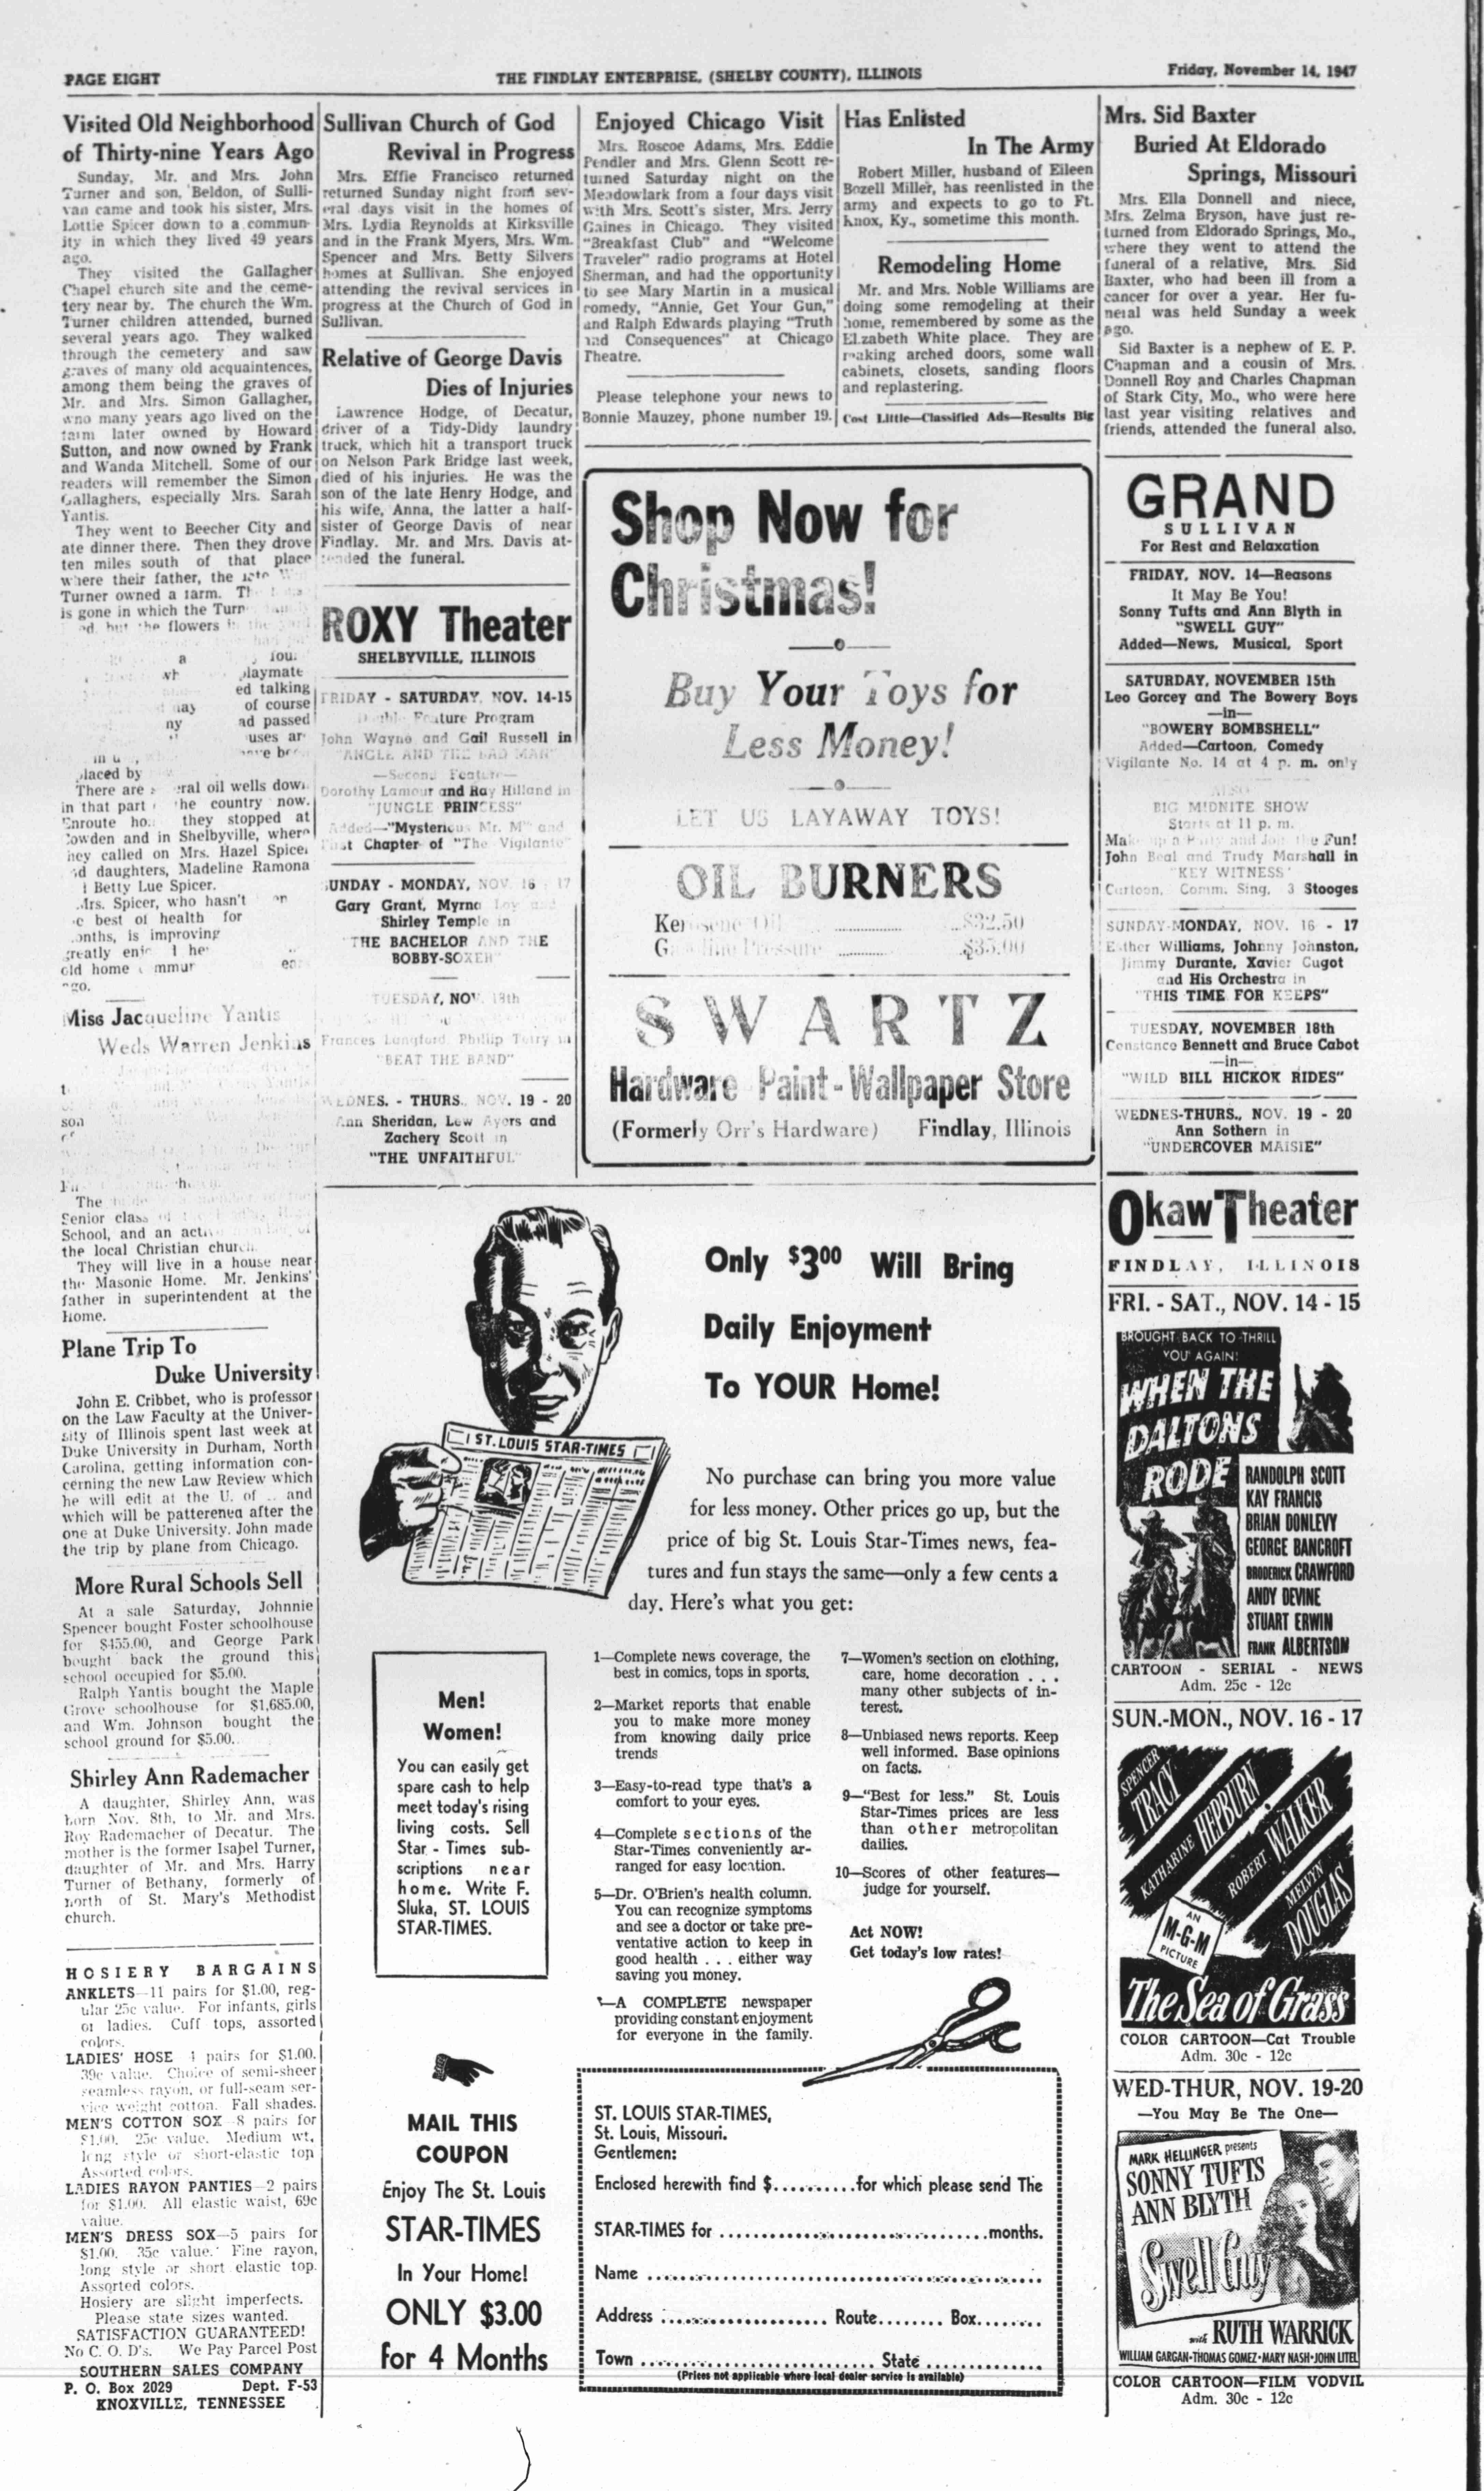 PAGE EIGHT
THE FINDLAY ENTERPRISE, (SHELBY COUNTY), ILLINOIS
Friday, November 14, 1947
Visited Old Neighborhood
of Thirty-nine Years Ago
Sunday, Mr. and Mrs. John
Turner and son, Beldon, of Sulli-
van came and took his sister, Mrs.
Lottie Spicer down to a commun-
ity in which they lived 49 years
ago.
They visited the Gallagher
Chapel church site and the ceme-
tery near by. The church the Wm.
Turner children attended, burned
several years ago. They walked
through the cemetery and saw
graves of many old acquaintences,
among them being the graves of
Mr. and Mrs. Simon Gallagher,
who many years ago lived on the
farm later owned by Howard
Sutton, and now owned by Frank
and Wanda Mitchell. Some of our
readers will remember the Simon
Gallaghers, especially Mrs. Sarah
Yantis.
They went to Beecher City and
ate dinner there. Then they drove
ten miles south of that place
where their father, the late
Turner owned a farm.
is gone in which the
but the flowers
playmate
ed talking
of course
ad passed
placed by
There are oil wells down
in that part the country now.
Enroute they stopped at
Cowden and in Shelbyville, where
hey called on Mrs. Hazel Spicer
d daughters, Madeline Ramona
Betty Lue Spicer.
Mrs. Spicer, who hasn't
best of health for
onths, is improving
greatly
old home
ago.
Miss Jacqueline Yantis
Weds Warren Jenkins
son
The
Senior class
School, and an
the local Christian church.
They will live in a house near
the Masonic Home. Mr. Jenkins'
father in superintendent at the
Home.
Plane Trip To
Duke University
John E. Cribbet, who is professor
on the Law Faculty at the Univer-
sity of Illinois spent last week at
Duke University in Durham, North
Carolina, getting information con-
cerning the new Law Review which
he will edit at the U. of .. and
which will be patterened after the
one at Duke University. John made
the trip by plane from Chicago.
More Rural Schools Sell
At a sale Saturday, Johnnie
Spencer bought Foster schoolhouse
for $455.00, and George Park
bought back the ground this
school occupied for $5.00.
Ralph Yantis bought the Maple
Grove schoolhouse for $1,685.00,
and Wm. Johnson bought the
school ground for $5.00.
Shirley Ann Rademacher
A daughter, Shirley Ann, was
born Nov. 8th, to Mr. and Mrs.
Roy Rademacher of Decatur. The
mother is the former Isabel Turner,
daughter of Mr. and Mrs. Harry
Turner of Bethany, formerly of
north of St. Mary's Methodist
church.
HOSIERY BARGAINS
ANKLETS—11 pairs for $1.00, reg-
ular 25c value. For infants, girls
or ladies. Cuff tops, assorted
colors.
LADIES' HOSE 4 pairs for $1.00.
39c value. Choice of semi-sheer
seamless rayon, or full-seam ser-
vice weight cotton. Fall shades.
MEN'S COTTON SOX—8 pairs for
$1.00. 25c value. Medium wt.
long style or short-elastic top
Assorted colors.
LADIES RAYON PANTIES—2 pairs
for $1.00. All elastic waist, 69c
value.
MEN'S DRESS SOX—5 pairs for
$1.00. 35c value. Fine rayon,
long style or short elastic top.
Assorted colors.
Hosiery are slight imperfects.
Please state sizes wanted.
SATISFACTION GUARANTEED!
No C. O. D's. We Pay Parcel Post
SOUTHERN SALES COMPANY
P. O. Box 2029 Dept. F-53
KNOXVILLE, TENNESSEE
Sullivan Church of God
Revival in Progress
Mrs. Effie Francisco returned
returned Sunday night from sev-
eral days visit in the homes of
Mrs. Lydia Reynolds at Kirksville
and in the Frank Myers, Mrs. Wm.
Spencer and Mrs. Betty Silvers
homes at Sullivan. She enjoyed
attending the revival services in
progress at the Church of God in
Sullivan.
Relative of George Davis
Dies of Injuries
Lawrence Hodge, of Decatur,
driver of a Tidy-Didy laundry
truck, which hit a transport truck
on Nelson Park Bridge last week,
died of his injuries. He was the
son of the late Henry Hodge, and
his wife, Anna, the latter a half-
sister of George Davis of near
Findlay. Mr. and Mrs. Davis at-
tended the funeral.
ROXY Theater
SHELBYVILLE, ILLINOIS
FRIDAY - SATURDAY, NOV. 14-15
Double Feature Program
John Wayne and Gail Russell in
"ANGLE AND THE BAD MAN"
—Second Feature—
Dorothy Lamour and Ray Hilland in
"JUNGLE PRINCESS"
Added—"Mysterious Mr. M" and
First Chapter of "The Vigilante"
SUNDAY - MONDAY, NOV. 16 - 17
Gary Grant, Myrna Loy and
Shirley Temple in
"THE BACHELOR AND THE
BOBBY-SOXER"
TUESDAY, NOV. 18th
Frances Langford, Phillip Terry in
"BEAT THE BAND"
WEDNES. - THURS., NOV. 19 - 20
Ann Sheridan, Lew Ayers and
Zachery Scott in
"THE UNFAITHFUL"
Enjoyed Chicago Visit
Mrs. Roscoe Adams, Mrs. Eddie
Pendler and Mrs. Glenn Scott re-
turned Saturday night on the
Meadowlark from a four days visit
with Mrs. Scott's sister, Mrs. Jerry
Gaines in Chicago. They visited
"Breakfast Club" and "Welcome
Traveler" radio programs at Hotel
Sherman, and had the opportunity
to see Mary Martin in a musical
romedy, "Annie, Get Your Gun,"
and Ralph Edwards playing "Truth
and Consequences" at Chicago
Theatre.
Please telephone your news to
Bonnie Mauzey, phone number 19.
Has Enlisted
In The Army
Robert Miller, husband of Eileen
Bozell Miller, has reenlisted in the
army and expects to go to Ft.
Knox, Ky., sometime this month.
Remodeling Home
Mr. and Mrs. Noble Williams are
doing some remodeling at their
home, remembered by some as the
Elzabeth White place. They are
making arched doors, some wall
cabinets, closets, sanding floors
and replastering.
Cost Little—Classified Ads—Results Big
Shop Now for
Christmas!
Buy Your Toys for
Less Money!
LET US LAYAWAY TOYS!
OIL BURNERS
Kerosene Oil ........ $32.50
Gasoline Pressure ........ $35.00
SWARTZ
Hardware - Paint - Wallpaper Store
(Formerly Orr's Hardware) Findlay, Illinois
Mrs. Sid Baxter
Buried At Eldorado
Springs, Missouri
Mrs. Ella Donnell and niece,
Mrs. Zelma Bryson, have just re-
turned from Eldorado Springs, Mo.,
where they went to attend the
funeral of a relative, Mrs. Sid
Baxter, who had been ill from a
cancer for over a year. Her fu-
neral was held Sunday a week
ago.
Sid Baxter is a nephew of E. P.
Chapman and a cousin of Mrs.
Donnell Roy and Charles Chapman
of Stark City, Mo., who were here
last year visiting relatives and
friends, attended the funeral also.
GRAND
SULLIVAN
For Rest and Relaxation
FRIDAY, NOV. 14—Reasons
It May Be You!
Sonny Tufts and Ann Blyth in
"SWELL GUY"
Added—News, Musical, Sport
SATURDAY, NOVEMBER 15th
Leo Gorcey and The Bowery Boys
—in—
"BOWERY BOMBSHELL"
Added—Cartoon, Comedy
Vigilante No. 14 at 4 p. m. only
ALSO
BIG MIDNITE SHOW
Starts at 11 p. m.
Make up a Party and Join the Fun!
John Beal and Trudy Marshall in
"KEY WITNESS"
Cartoon, Comm. Sing, 3 Stooges
SUNDAY-MONDAY, NOV. 16 - 17
Esther Williams, Johnny Johnston,
Jimmy Durante, Xavier Cugot
and His Orchestra in
"THIS TIME FOR KEEPS"
TUESDAY, NOVEMBER 18th
Constance Bennett and Bruce Cabot
—in—
"WILD BILL HICKOK RIDES"
WEDNES-THURS., NOV. 19 - 20
Ann Sothern in
"UNDERCOVER MAISIE"
Okaw Theater
FINDLAY, ILLINOIS
FRI. - SAT., NOV. 14 - 15
BROUGHT BACK TO THRILL
YOU AGAIN!
WHEN THE
DALTONS
RODE
RANDOLPH SCOTT
KAY FRANCIS
BRIAN DONLEVY
GEORGE BANCROFT
BRODERICK CRAWFORD
ANDY DEVINE
STUART ERWIN
FRANK ALBERTSON
CARTOON - SERIAL - NEWS
Adm. 25c - 12c
SUN.-MON., NOV. 16 - 17
SPENCER TRACY
KATHARINE HEPBURN
ROBERT WALKER
MELVYN DOUGLAS
AN
M-G-M
PICTURE
The Sea of Grass
COLOR CARTOON—Cat Trouble
Adm. 30c - 12c
WED-THUR, NOV. 19-20
—You May Be The One—
MARK HELLINGER presents
SONNY TUFTS
ANN BLYTH
Swell Guy
with RUTH WARRICK
WILLIAM GARGAN•THOMAS GOMEZ•MARY NASH•JOHN LITEL
COLOR CARTOON—FILM VODVIL
Adm. 30c - 12c
ST. LOUIS STAR-TIMES
Only $3.00 Will Bring
Daily Enjoyment
To YOUR Home!
No purchase can bring you more value
for less money. Other prices go up, but the
price of big St. Louis Star-Times news, fea-
tures and fun stays the same—only a few cents a
day. Here's what you get:
Men!
Women!
You can easily get
spare cash to help
meet today's rising
living costs. Sell
Star - Times sub-
scriptions near
home. Write F.
Sluka, ST. LOUIS
STAR-TIMES.
1—Complete news coverage, the
best in comics, tops in sports.
2—Market reports that enable
you to make more money
from knowing daily price
trends
3—Easy-to-read type that's a
comfort to your eyes.
4—Complete sections of the
Star-Times conveniently ar-
ranged for easy location.
5—Dr. O'Brien's health column.
You can recognize symptoms
and see a doctor or take pre-
ventative action to keep in
good health . . . either way
saving you money.
—A COMPLETE newspaper
providing constant enjoyment
for everyone in the family.
7—Women's section on clothing,
care, home decoration . . .
many other subjects of in-
terest.
8—Unbiased news reports. Keep
well informed. Base opinions
on facts.
9—"Best for less." St. Louis
Star-Times prices are less
than other metropolitan
dailies.
10—Scores of other features—
judge for yourself.
Act NOW!
Get today's low rates!
MAIL THIS
COUPON
Enjoy The St. Louis
STAR-TIMES
In Your Home!
ONLY $3.00
for 4 Months
ST. LOUIS STAR-TIMES,
St. Louis, Missouri.
Gentlemen:
Enclosed herewith find $..........for which please send The
STAR-TIMES for ..............................months.
Name ..............................
Address .................... Route........ Box........
Town .............................. State ...............
(Prices not applicable where local dealer service is available)